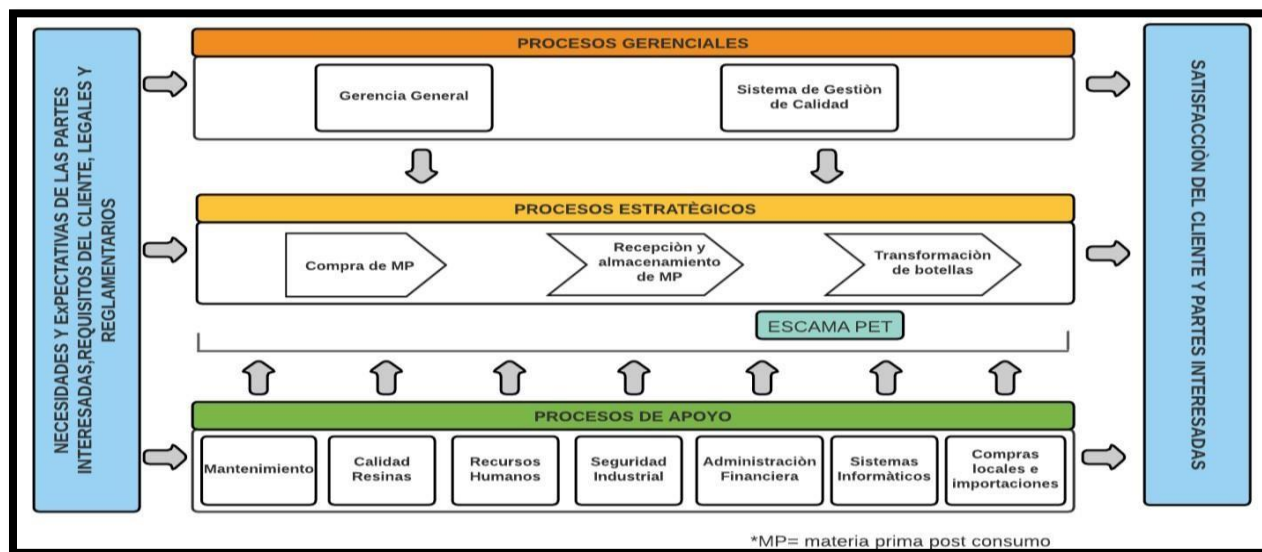 NECESIDADES Y ExPECTATIVAS DE LAS PARTES
INTERESADAS,REQUISITOS DEL CLIENTE, LEGALES Y
REGLAMENTARIOS
PROCESOS GERENCIALES
Gerencia General
Sistema de Gestiòn
de Calidad
PROCESOS ESTRATÈGICOS
Compra de MP
Recepciòn y
almacenamiento
de MP
Transformaciòn
de botellas
ESCAMA PET
PROCESOS DE APOYO
Mantenimiento
Calidad
Resinas
Recursos
Humanos
Seguridad
Industrial
Administraciòn
Financiera
Sistemas
Informàticos
Compras
locales e
importaciones
SATISFACCIÒN DEL CLIENTE Y PARTES INTERESADAS
*MP= materia prima post consumo